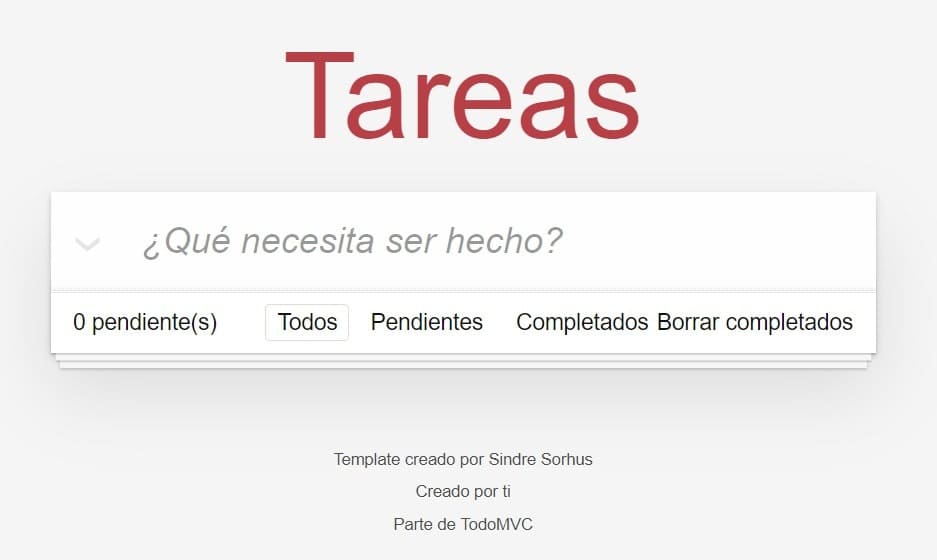 Tareas
¿Qué necesita ser hecho?
0 pendiente(s) Todos Pendientes Completados Borrar completados
Template creado por Sindre Sorhus
Creado por ti
Parte de TodoMVC